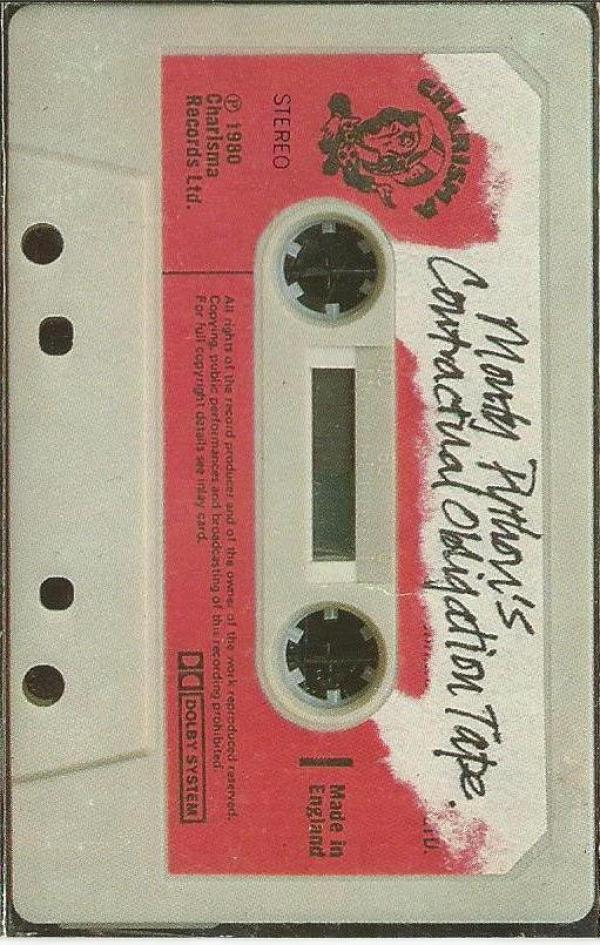 Monty Python's
Contractual Obligation Tape.
CHARISMA
STEREO
℗ 1980
Charisma
Records Ltd.
Made in
England
All rights of the record producer and of the owner of the work reproduced reserved.
Copying, public performances and broadcasting of this recording prohibited.
For full copyright details see inlay card.
DOLBY SYSTEM